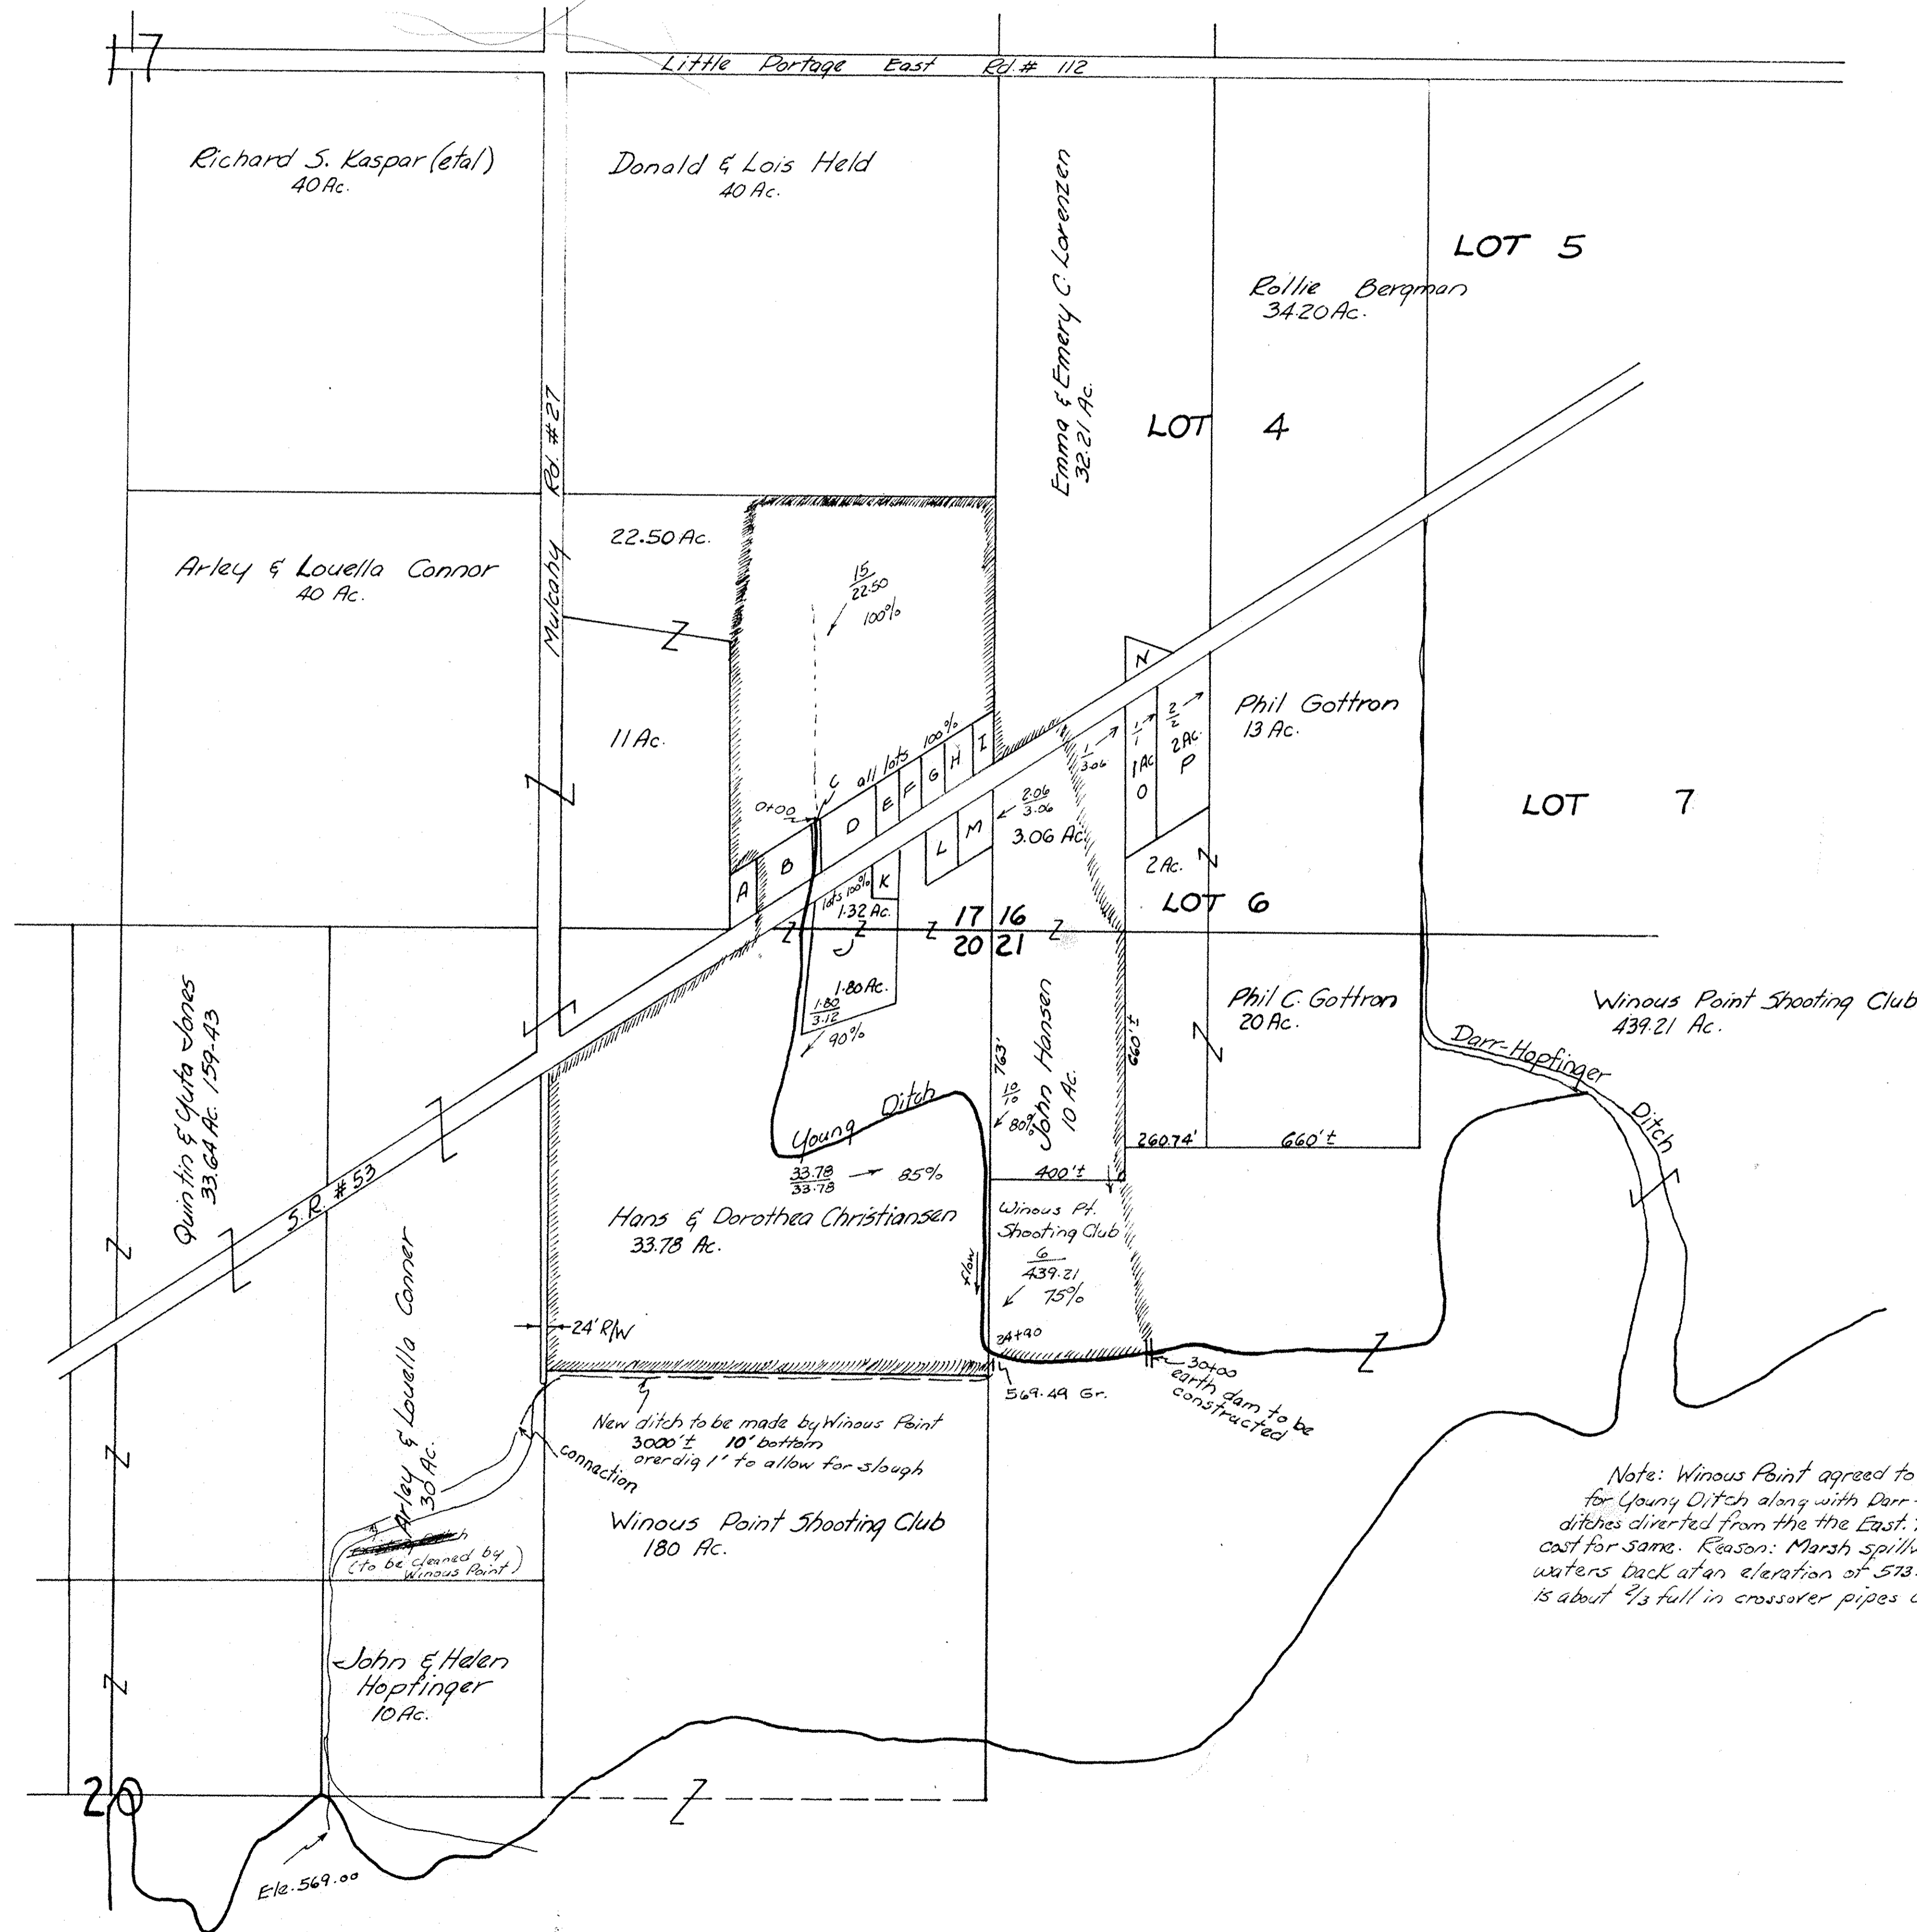 17
Little Portage East Rd. # 112
Richard S. Kaspar (etal)
40 Ac.
Donald & Lois Held
40 Ac.
Emma & Emery C. Lorenzen
32.21 Ac.
LOT 5
Rollie Bergman
34.20 Ac.
LOT 4
Mulcahy Rd. #27
Arley & Louella Connor
40 Ac.
22.50 Ac.
15
22.50
100%
11 Ac.
N
Phil Gottron
13 Ac.
1
1
1 AC
O
2
2
2 AC.
P
1
3.06
all lots 100%
C
0+00
A
B
D
E
F
G
H
I
2.06
3.06
3.06 Ac.
L
M
K
lots 100%
1.32 Ac.
J
LOT 7
2 Ac.
LOT 6
17 16
20 21
1.80 Ac.
1.80
3.12
90%
Quintin & Yuta Jones
33.64 Ac. 159-43
763'
10
10
80%
John Hansen
10 Ac.
660'±
Phil C. Gottron
20 Ac.
Winous Point Shooting Club
439.21 Ac.
Darr-Hopfinger Ditch
Young Ditch
260.74'
660'±
400'±
33.78
33.78
85%
S.R. #53
Hans & Dorothea Christiansen
33.78 Ac.
Winous Pt.
Shooting Club
6
439.21
75%
flow
Arley & Louella Conner
30 Ac.
24' R/W
24+90
30+00
earth dam to be
constructed
569.49 Gr.
New ditch to be made by Winous Point
3000'± 10' bottom
overdig 1' to allow for slough
connection
(to be cleaned by
Winous Point)
Winous Point Shooting Club
180 Ac.
Note: Winous Point agreed to
for Young Ditch along with Darr-
ditches diverted from the the East.
cost for same. Reason: Marsh
waters back at an elevation of 573.
is about 2/3 full in crossover pipes
John & Helen
Hopfinger
10 Ac.
20
Ele. 569.00